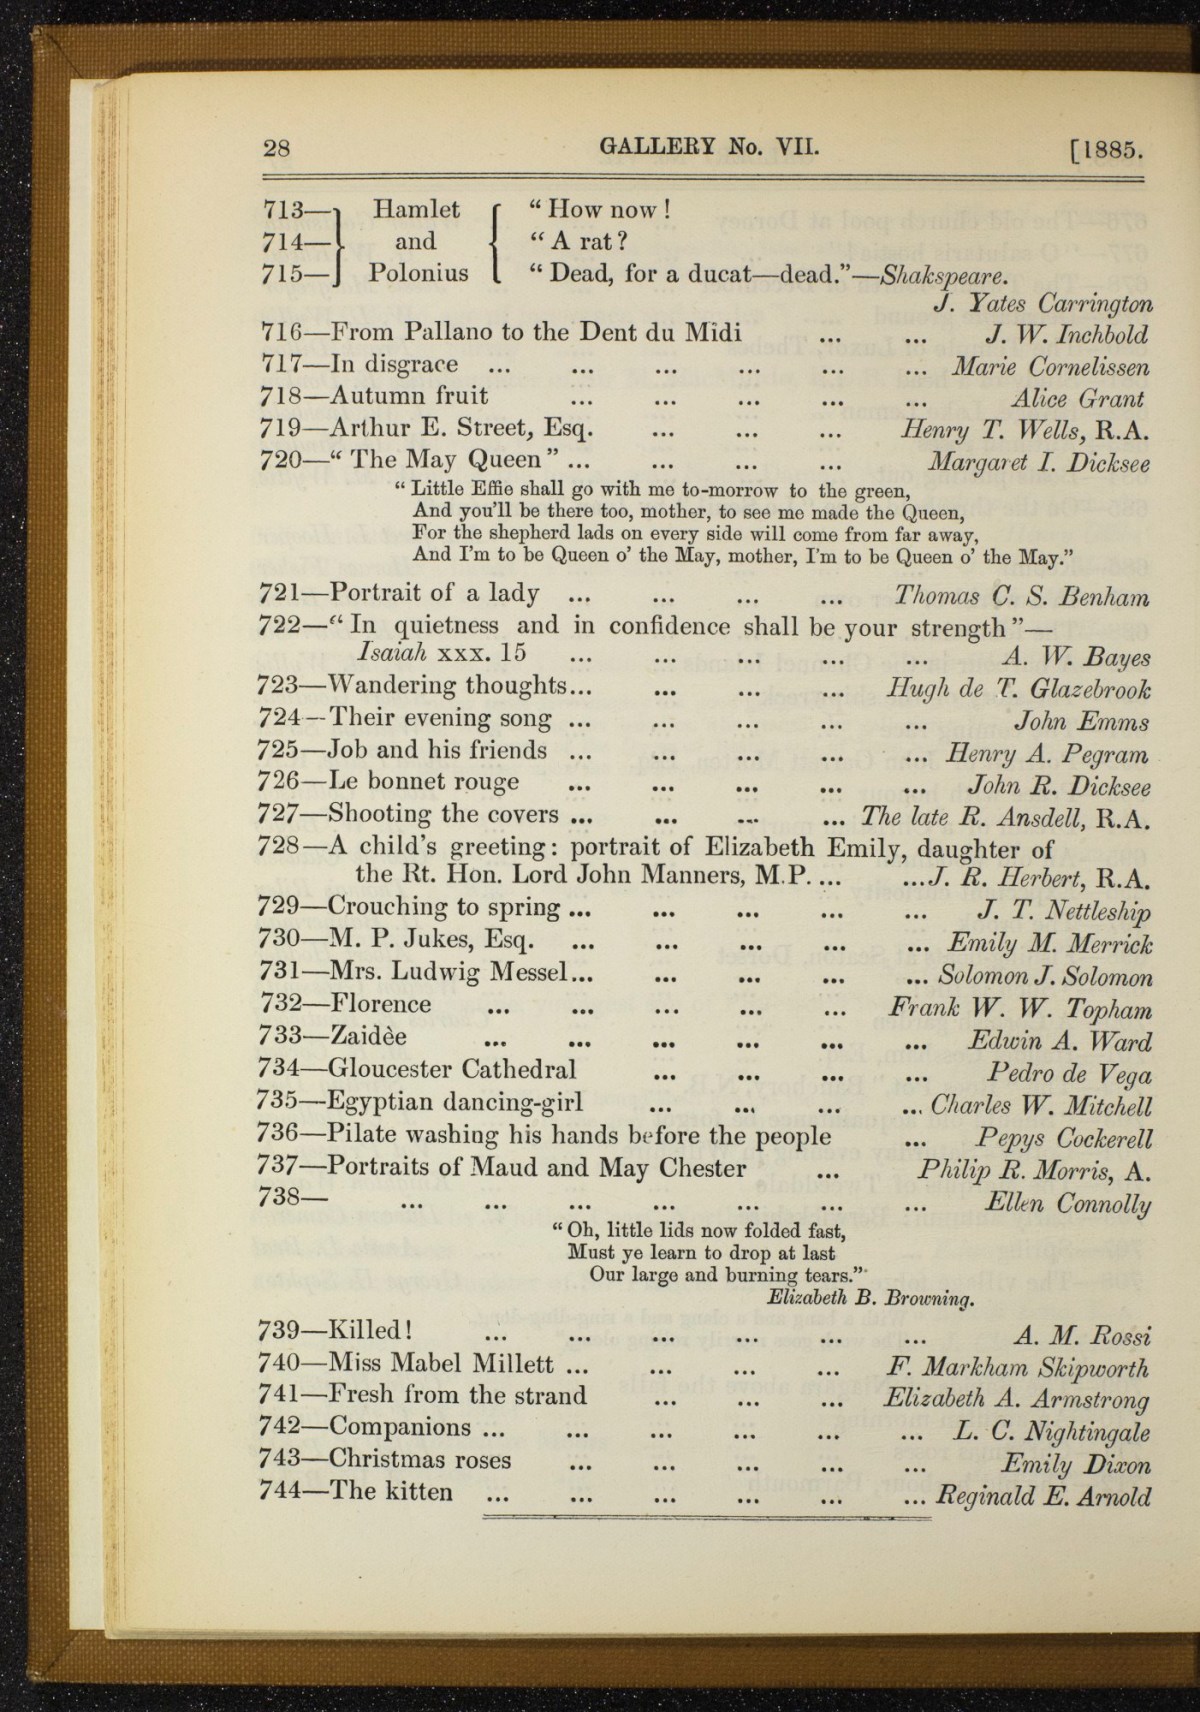 28 GALLERY No. VII. [1885.
713— Hamlet “ How now !
714— and “ A rat ?
715— Polonius “ Dead, for a ducat—dead.”—Shakspeare.
J. Yates Carrington
716—From Pallano to the Dent du Midi ... ... J. W. Inchbold
717—In disgrace ... ... ... ... ... ... Marie Cornelissen
718—Autumn fruit ... ... ... ... ... Alice Grant
719—Arthur E. Street, Esq. ... ... ... Henry T. Wells, R.A.
720—“ The May Queen ” ... ... ... ... Margaret I. Dicksee
“ Little Effie shall go with me to-morrow to the green,
And you’ll be there too, mother, to see me made the Queen,
For the shepherd lads on every side will come from far away,
And I’m to be Queen o’ the May, mother, I’m to be Queen o’ the May.”
721—Portrait of a lady ... ... ... ... Thomas C. S. Benham
722—“ In quietness and in confidence shall be your strength ”—
Isaiah xxx. 15 ... ... ... ... ... A. W. Bayes
723—Wandering thoughts... ... ... ... Hugh de T. Glazebrook
724—Their evening song ... ... ... ... ... John Emms
725—Job and his friends ... ... ... ... ... Henry A. Pegram
726—Le bonnet rouge ... ... ... ... ... John R. Dicksee
727—Shooting the covers ... ... ... ... The late R. Ansdell, R.A.
728—A child’s greeting: portrait of Elizabeth Emily, daughter of
the Rt. Hon. Lord John Manners, M.P. ... ...J. R. Herbert, R.A.
729—Crouching to spring ... ... ... ... ... J. T. Nettleship
730—M. P. Jukes, Esq. ... ... ... ... ... Emily M. Merrick
731—Mrs. Ludwig Messel... ... ... ... ... Solomon J. Solomon
732—Florence ... ... ... ... ... Frank W. W. Topham
733—Zaidèe ... ... ... ... ... ... Edwin A. Ward
734—Gloucester Cathedral ... ... ... ... Pedro de Vega
735—Egyptian dancing-girl ... ... ... ... Charles W. Mitchell
736—Pilate washing his hands before the people ... Pepys Cockerell
737—Portraits of Maud and May Chester ... Philip R. Morris, A.
738— ... ... ... ... ... ... ... Ellen Connolly
“ Oh, little lids now folded fast,
Must ye learn to drop at last
Our large and burning tears.”
Elizabeth B. Browning.
739—Killed! ... ... ... ... ... ... A. M. Rossi
740—Miss Mabel Millett ... ... ... ... F. Markham Skipworth
741—Fresh from the strand ... ... ... Elizabeth A. Armstrong
742—Companions ... ... ... ... ... ... L. C. Nightingale
743—Christmas roses ... ... ... ... ... Emily Dixon
744—The kitten ... ... ... ... ... ... Reginald E. Arnold